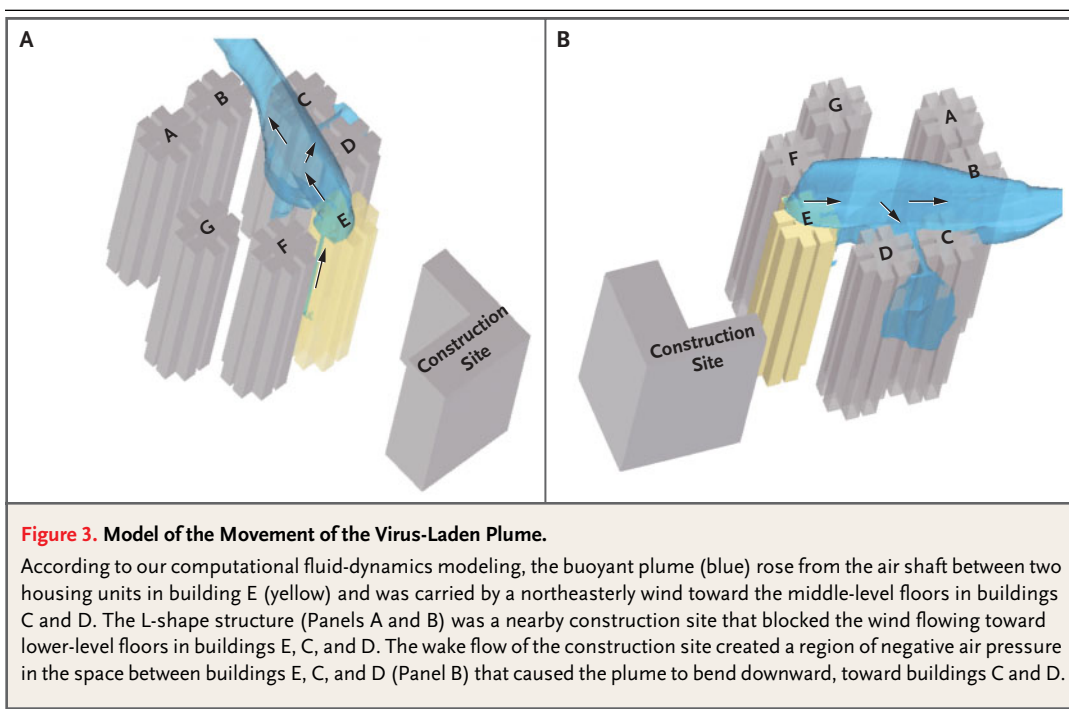 A
B
C
D
A
E
G
F
Construction
Site
B
G
A
F
B
E
C
D
Construction
Site
Figure 3. Model of the Movement of the Virus-Laden Plume.
According to our computational fluid-dynamics modeling, the buoyant plume (blue) rose from the air shaft between two
housing units in building E (yellow) and was carried by a northeasterly wind toward the middle-level floors in buildings
C and D. The L-shape structure (Panels A and B) was a nearby construction site that blocked the wind flowing toward
lower-level floors in buildings E, C, and D. The wake flow of the construction site created a region of negative air pressure
in the space between buildings E, C, and D (Panel B) that caused the plume to bend downward, toward buildings C and D.